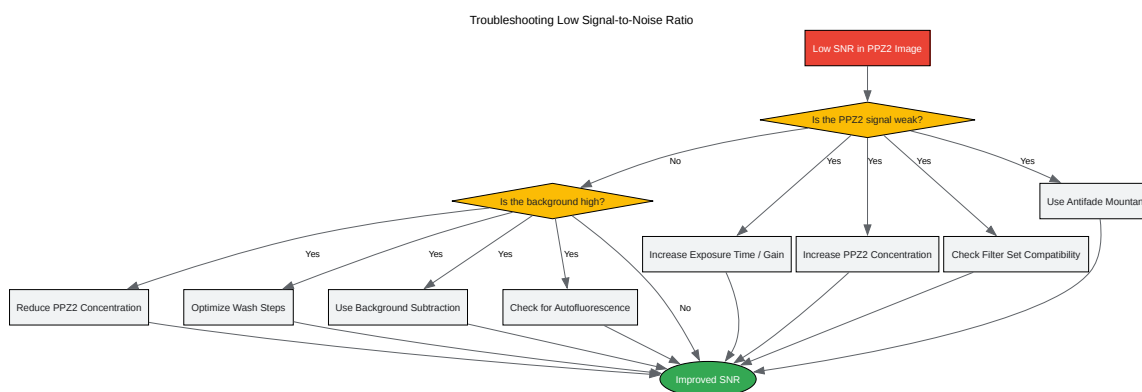 Troubleshooting Low Signal-to-Noise Ratio
Low SNR in PPZ2 Image
Is the PPZ2 signal weak?
No
Yes
Yes
Yes
Yes
Is the background high?
Use Antifade Mountan
Yes
Yes
Yes
Yes
No
Increase Exposure Time / Gain
Increase PPZ2 Concentration
Check Filter Set Compatibility
Reduce PPZ2 Concentration
Optimize Wash Steps
Use Background Subtraction
Check for Autofluorescence
Improved SNR